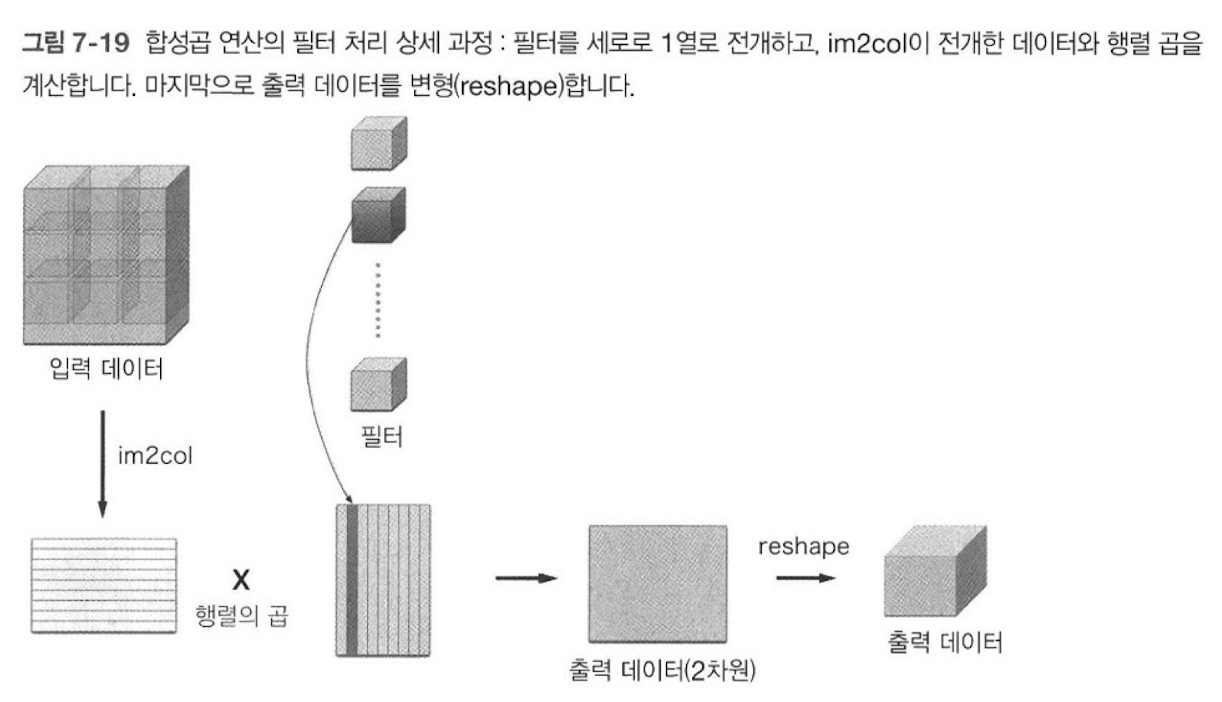 그림 7-19 합성곱 연산의 필터 처리 상세 과정 : 필터를 세로로 1열로 전개하고, im2col이 전개한 데이터와 행렬 곱을
계산합니다. 마지막으로 출력 데이터를 변형(reshape)합니다.
입력 데이터
필터
im2col
X
행렬의 곱
reshape
출력 데이터(2차원)
출력 데이터